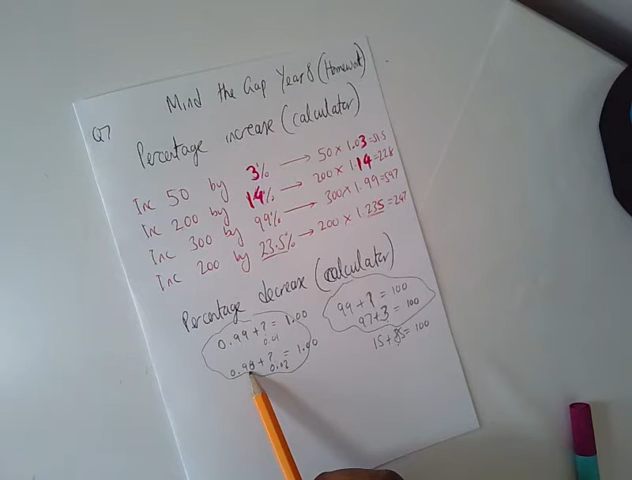 Mind the Gap Year 8 (Homework)
Q7
Percentage increase (calculator)
Inc 50 by 3% → 50 × 1.03 = 51.5
Inc 200 by 14% → 200 × 1.14 = 228
Inc 300 by 99% → 300 × 1.99 = 597
Inc 200 by 23.5% → 200 × 1.235 = 247
Percentage decrease (calculator)
0.99 + ? = 1.00
0.01
0.98 + ? = 1.00
0.02
99 + ? = 100
97 + 3 = 100
15 + 85 = 100